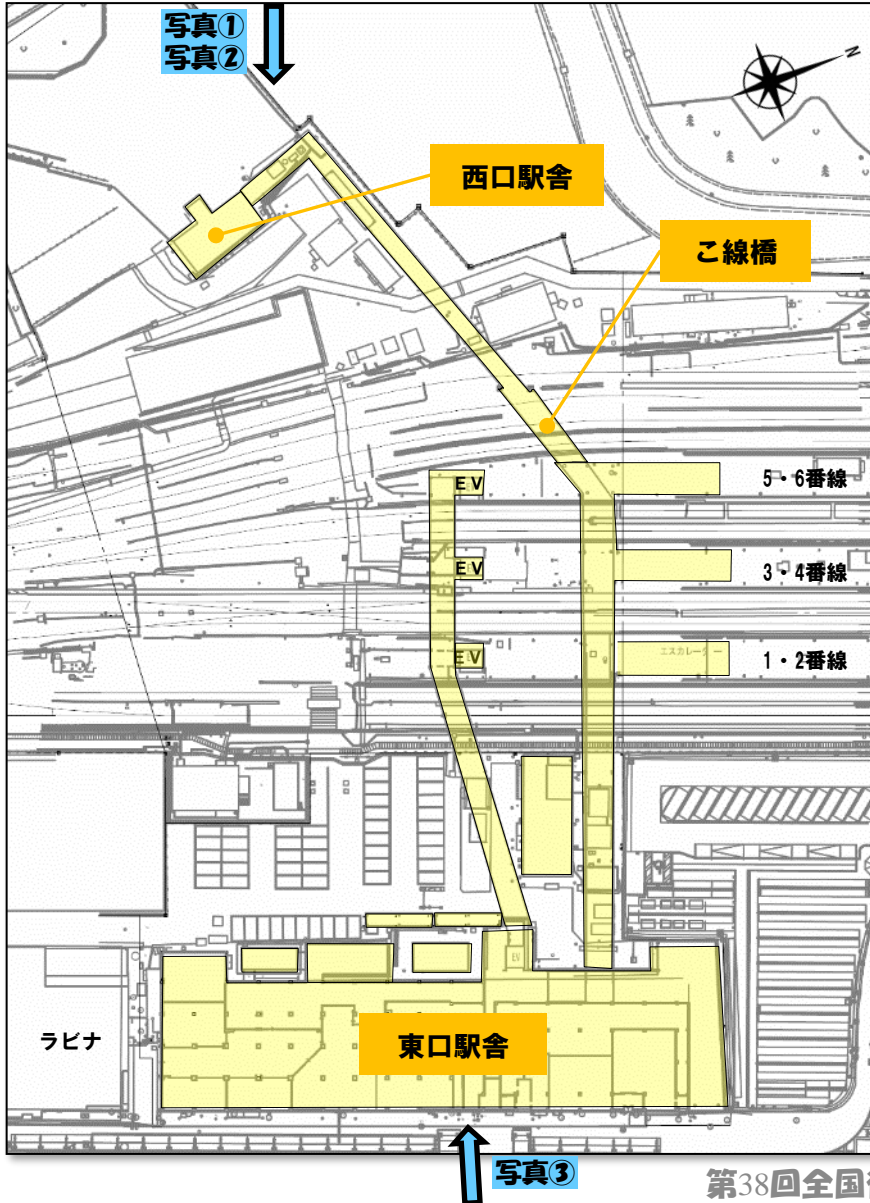 写真①
写真②
N
西口駅舎
こ線橋
EV
5・6番線
EV
3・4番線
EV
エスカレーター
1・2番線
EV
ラビナ
東口駅舎
写真③
第38回全国